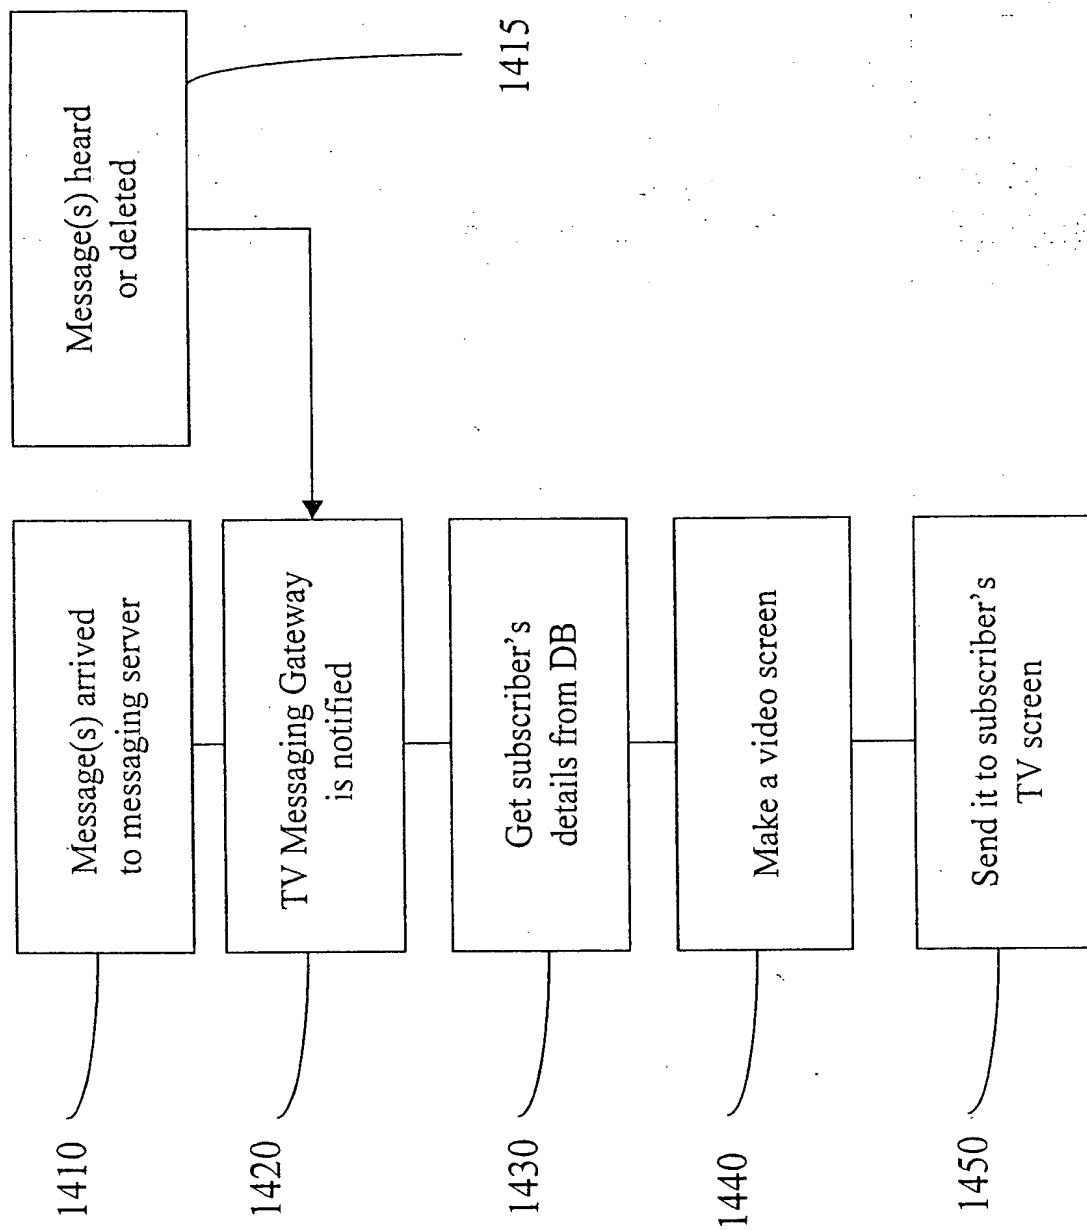 1410
Message(s) arrived
to messaging server
Message(s) heard
or deleted
1415
1420
TV Messaging Gateway
is notified
1430
Get subscriber's
details from DB
1440
Make a video screen
1450
Send it to subscriber's
TV screen